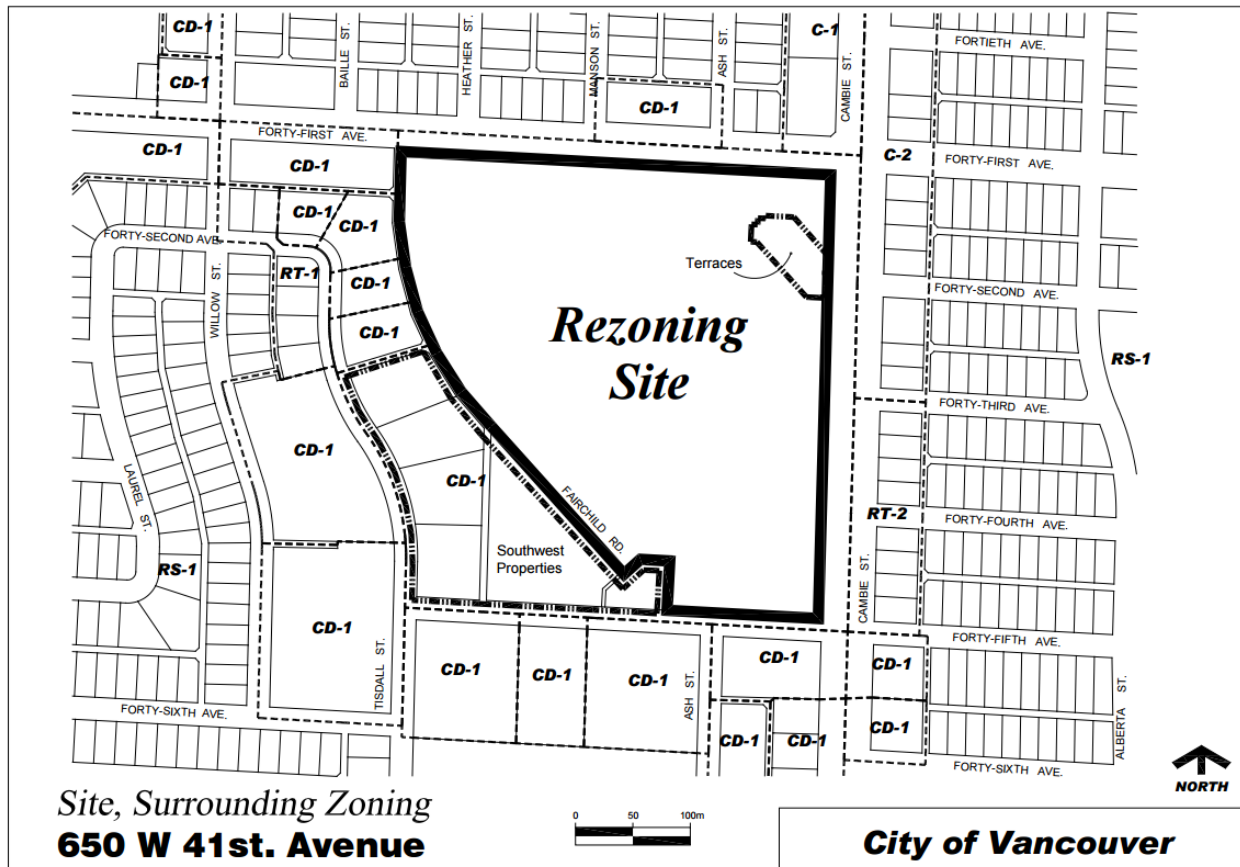 CD-1
CD-1
BAILLE ST.
HEATHER ST.
MANSON ST.
CD-1
ASH ST.
C-1
CAMBIE ST.
FORTIETH AVE.
FORTY-FIRST AVE.
CD-1
CD-1
C-2
FORTY-FIRST AVE.
CD-1
CD-1
FORTY-SECOND AVE.
WILLOW ST.
RT-1
CD-1
CD-1
Terraces
FORTY-SECOND AVE.
Rezoning
Site
RS-1
FORTY-THIRD AVE.
CD-1
CD-1
LAUREL ST.
FAIRCHILD RD.
RT-2
FORTY-FOURTH AVE.
Southwest
Properties
RS-1
CAMBIE ST.
CD-1
TISDALL ST.
FORTY-FIFTH AVE.
CD-1
CD-1
CD-1
ASH ST.
CD-1
CD-1
FORTY-SIXTH AVE.
CD-1
CD-1
CD-1
ALBERTA ST.
FORTY-SIXTH AVE.
NORTH
Site, Surrounding Zoning
650 W 41st. Avenue
0 50 100m
City of Vancouver